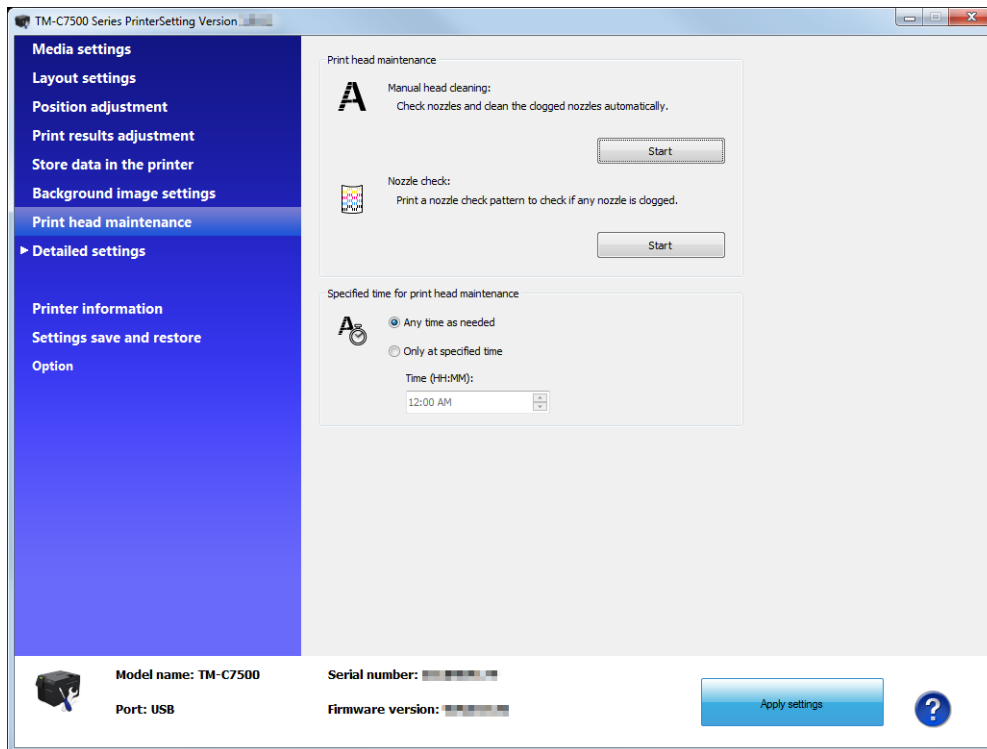 TM-C7500 Series PrinterSetting Version
Media settings
Layout settings
Position adjustment
Print results adjustment
Store data in the printer
Background image settings
Print head maintenance
Detailed settings
Printer information
Settings save and restore
Option
Print head maintenance
Manual head cleaning:
Check nozzles and clean the clogged nozzles automatically.
Start
Nozzle check:
Print a nozzle check pattern to check if any nozzle is clogged.
Start
Specified time for print head maintenance
Any time as needed
Only at specified time
Time (HH:MM):
12:00 AM
Model name: TM-C7500
Serial number:
Port: USB
Firmware version:
Apply settings
?